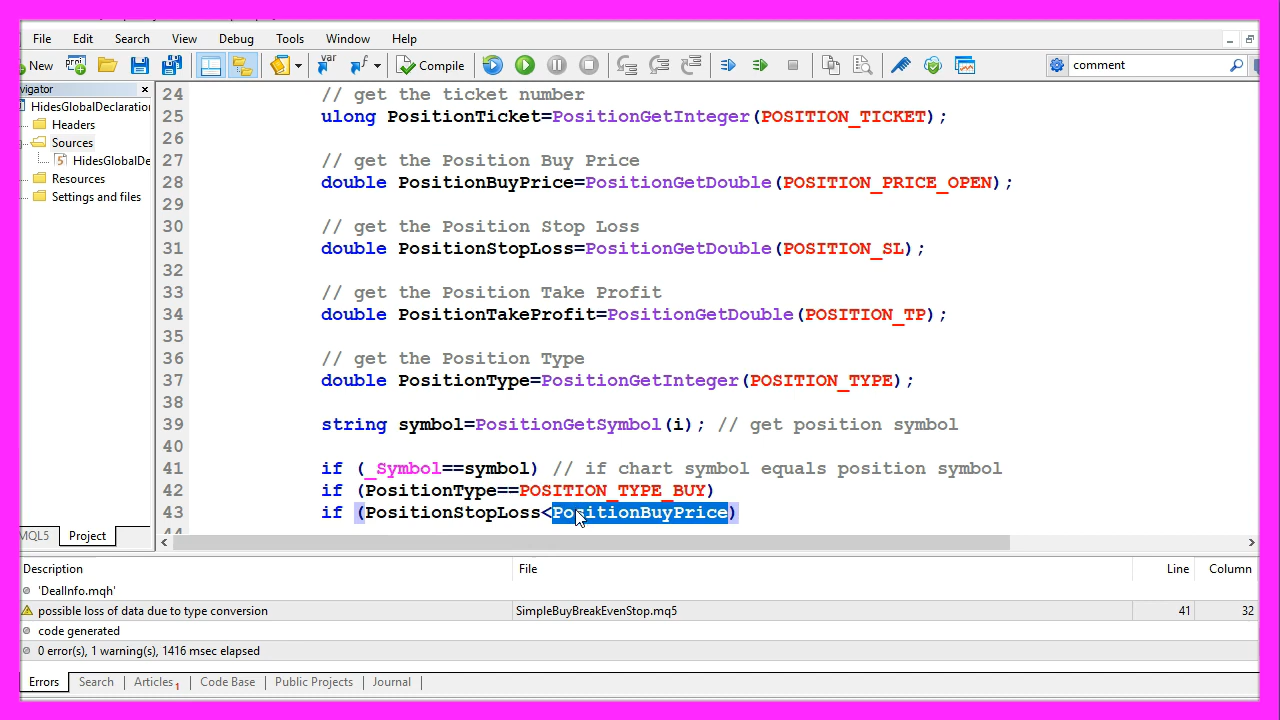 File Edit Search View Debug Tools Window Help
New Compile comment
vigator
HidesGlobalDeclaration
Headers
Sources
HidesGlobalDe
Resources
Settings and files
24 // get the ticket number
25 ulong PositionTicket=PositionGetInteger(POSITION_TICKET);
26
27 // get the Position Buy Price
28 double PositionBuyPrice=PositionGetDouble(POSITION_PRICE_OPEN);
29
30 // get the Position Stop Loss
31 double PositionStopLoss=PositionGetDouble(POSITION_SL);
32
33 // get the Position Take Profit
34 double PositionTakeProfit=PositionGetDouble(POSITION_TP);
35
36 // get the Position Type
37 double PositionType=PositionGetInteger(POSITION_TYPE);
38
39 string symbol=PositionGetSymbol(i); // get position symbol
40
41 if (_Symbol==symbol) // if chart symbol equals position symbol
42 if (PositionType==POSITION_TYPE_BUY)
43 if (PositionStopLoss<PositionBuyPrice)
MQL5 Project
Description File Line Column
'DealInfo.mqh'
possible loss of data due to type conversion SimpleBuyBreakEvenStop.mq5 41 32
code generated
0 error(s), 1 warning(s), 1416 msec elapsed
Errors Search Articles 1 Code Base Public Projects Journal